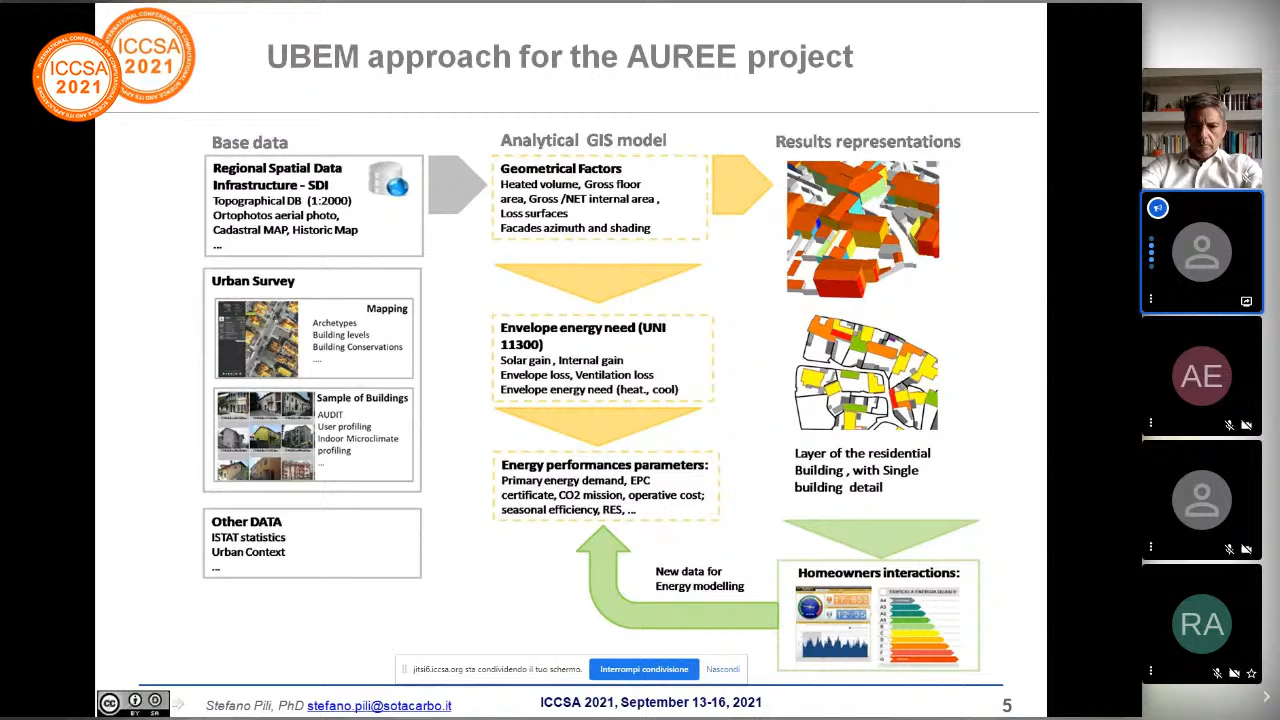 ICCSA
2021
ICCSA
2021
UBEM approach for the AUREE project
Base data
Regional Spatial Data
Infrastructure - SDI
Topographical DB (1:2000)
Ortophotos aerial photo,
Cadastral MAP, Historic Map
...
Urban Survey
Mapping
Archetypes
Building levels
Building Conservations
....
Sample of Buildings
AUDIT
User profiling
Indoor Microclimate
profiling
...
Other DATA
ISTAT statistics
Urban Context
...
Analytical GIS model
Geometrical Factors
Heated volume, Gross floor
area, Gross /NET internal area ,
Loss surfaces
Facades azimuth and shading
Envelope energy need (UNI
11300)
Solar gain , Internal gain
Envelope loss, Ventilation loss
Envelope energy need (heat., cool)
Energy performances parameters:
Primary energy demand, EPC
certificate, CO2 mission, operative cost;
seasonal efficiency, RES, ...
New data for
Energy modelling
Results representations
Layer of the residential
Building , with Single
building detail
Homeowners interactions:
jitsi6.iccsa.org sta condividendo il tuo schermo.
Interrompi condivisione
Nascondi
BY SA
Stefano Pili, PhD stefano.pili@sotacarbo.it
ICCSA 2021, September 13-16, 2021
5
AE
RA